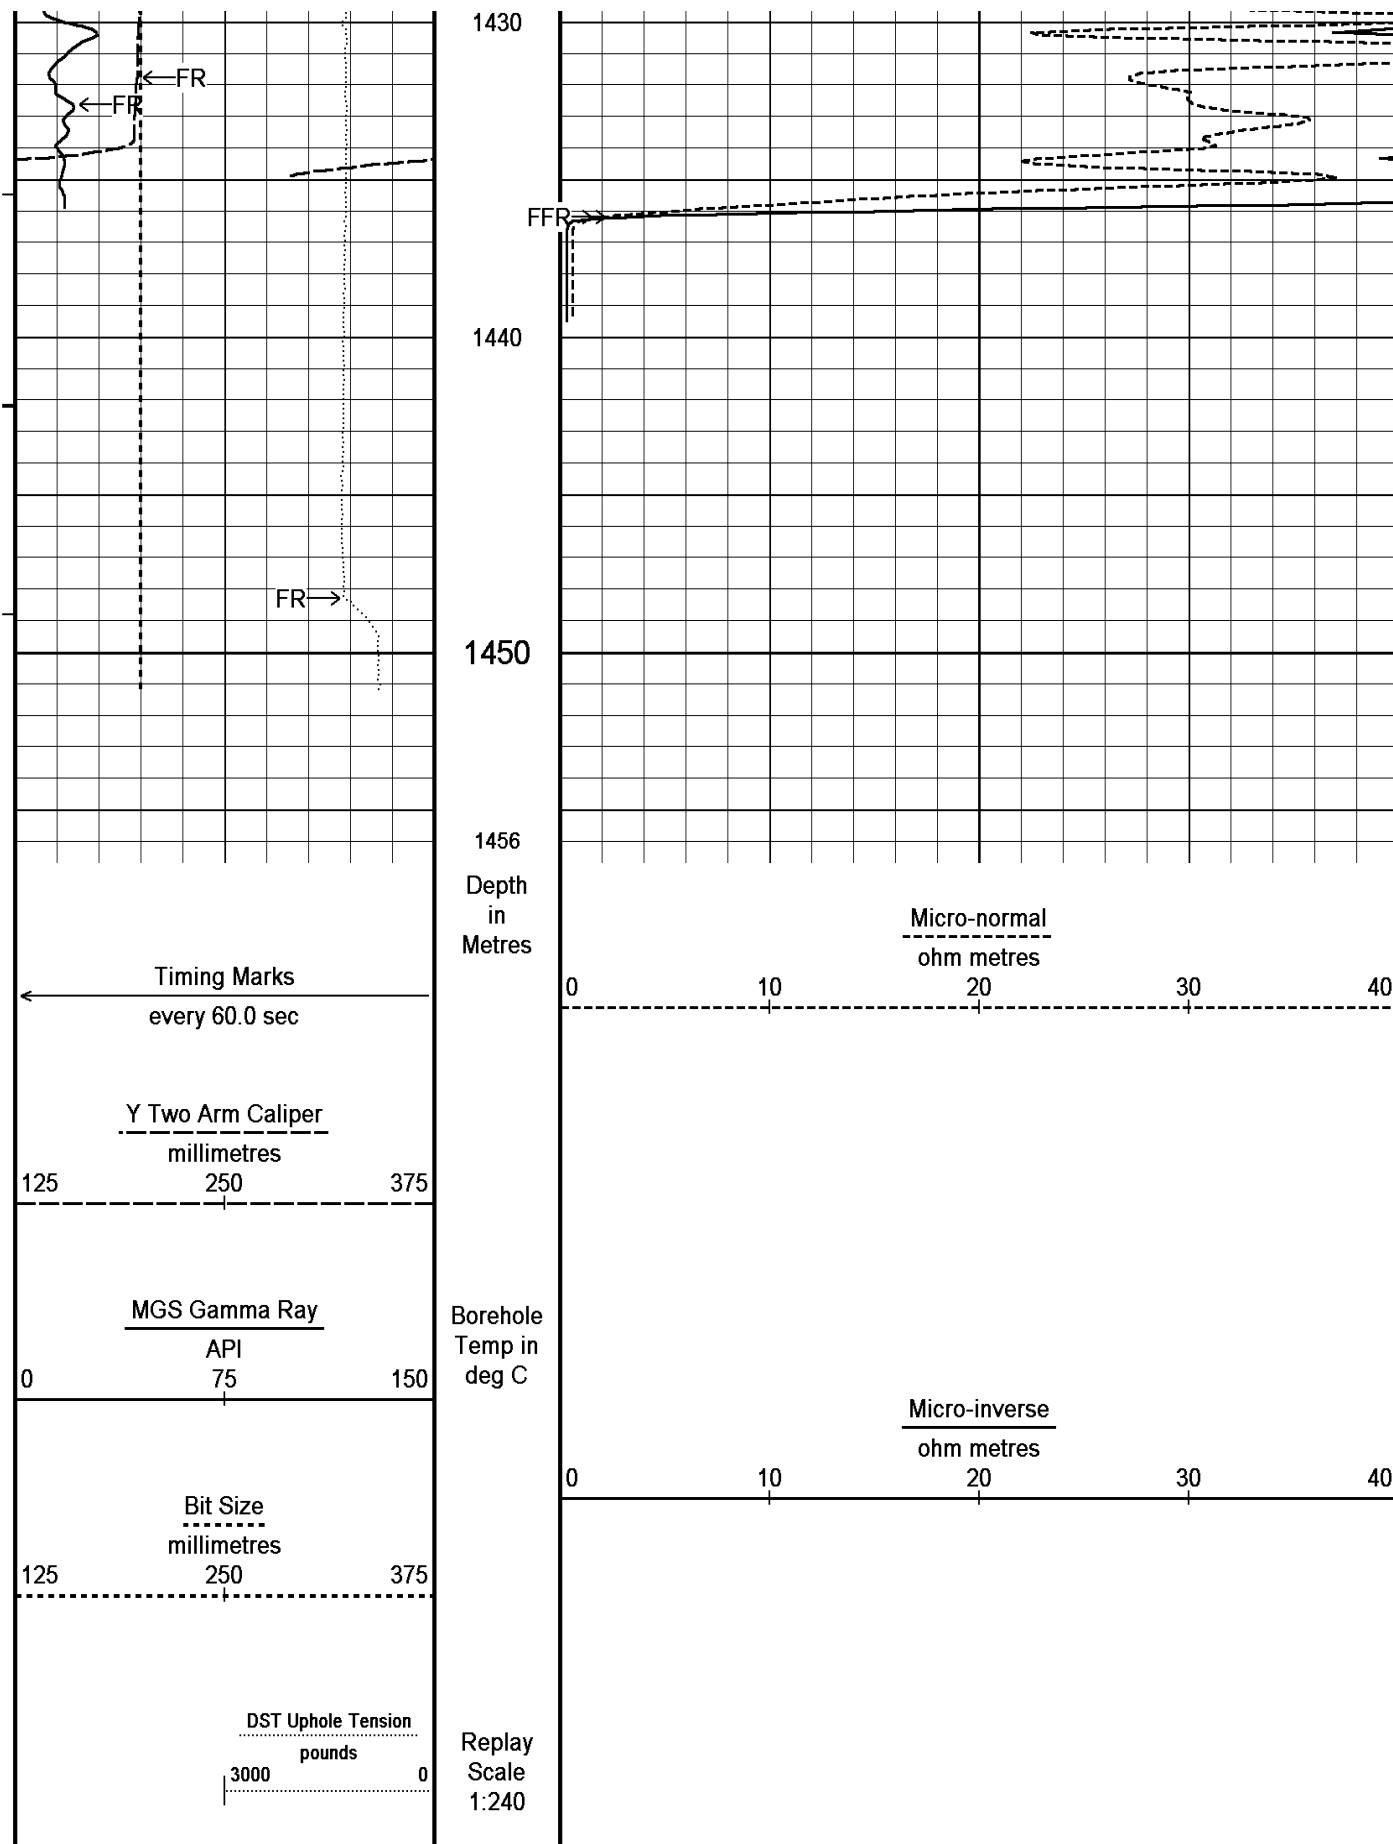 1430
FR
FR
FFR
1440
FR
1450
1456
Depth
in
Metres
Timing Marks
every 60.0 sec
Y Two Arm Caliper
millimetres
125 250 375
MGS Gamma Ray
API
0 75 150
Bit Size
millimetres
125 250 375
DST Uphole Tension
pounds
3000 0
Borehole
Temp in
deg C
Replay
Scale
1:240
Micro-normal
ohm metres
0 10 20 30 40
Micro-inverse
ohm metres
0 10 20 30 40